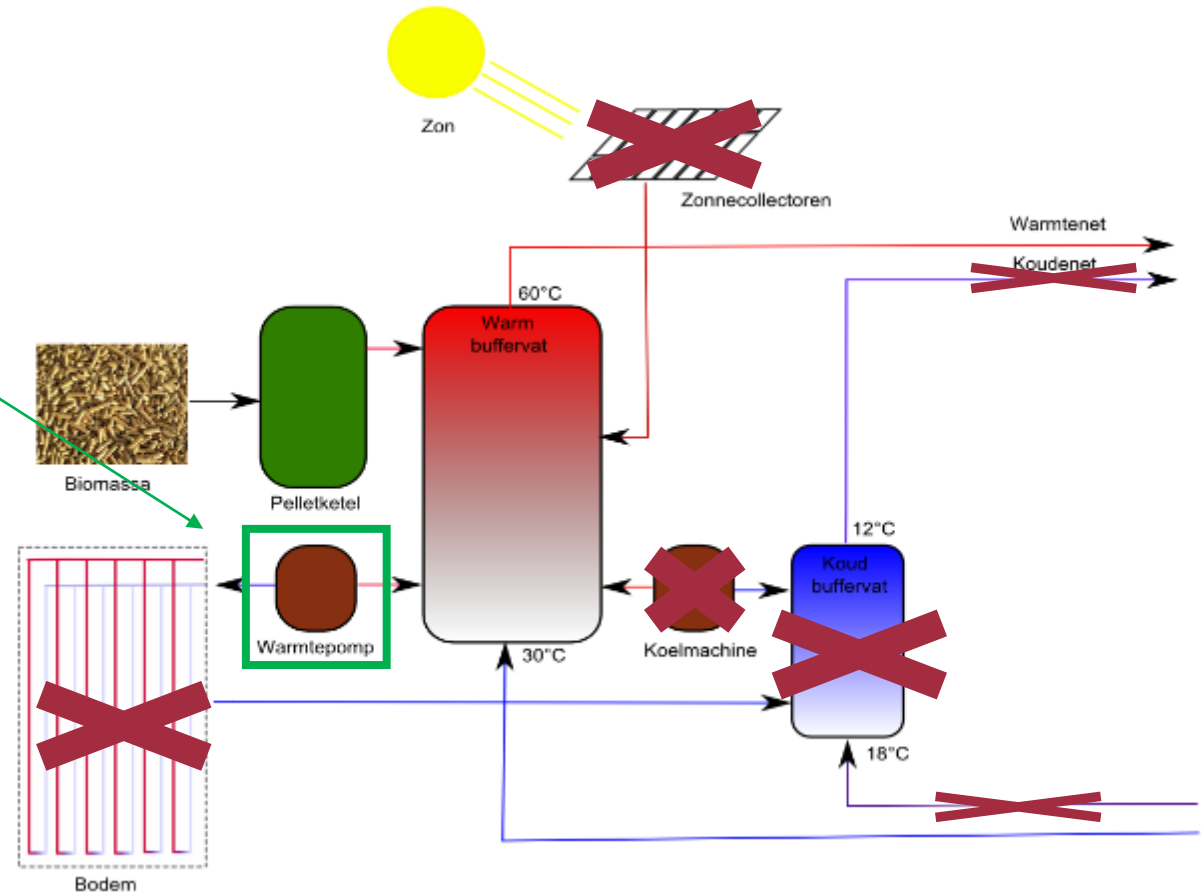 Zon
Zonnecollectoren
Warmtenet
Koudenet
60°C
Warm
buffervat
Biomassa
Pelletketel
12°C
Koud
buffervat
Warmtepomp
30°C
Koelmachine
18°C
Bodem